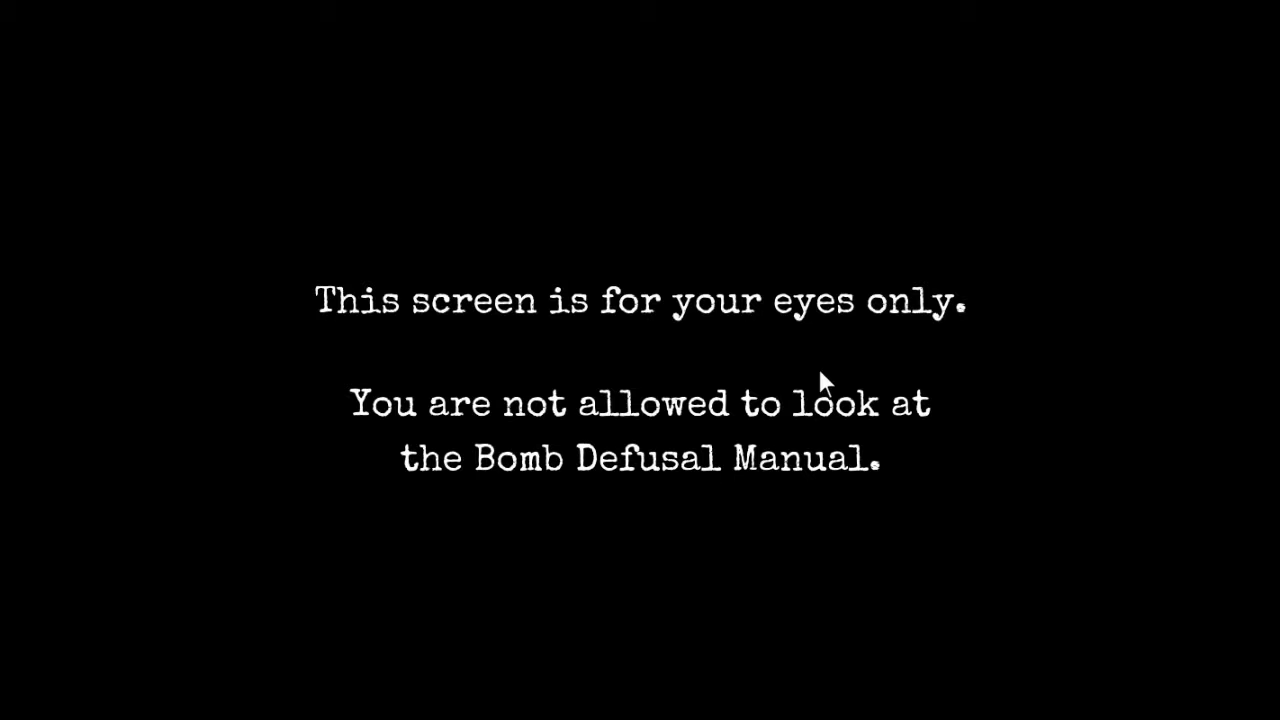 This screen is for your eyes only.
You are not allowed to look at
the Bomb Defusal Manual.